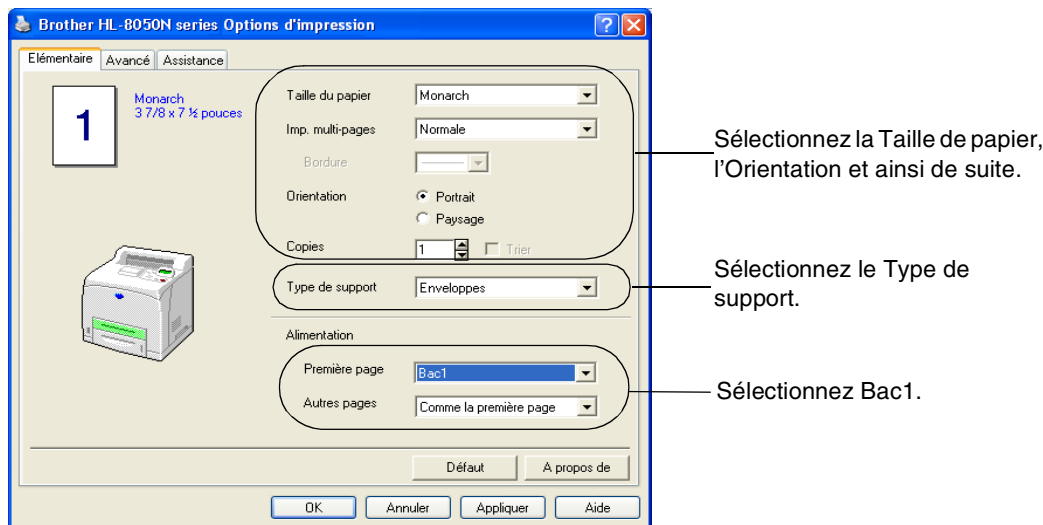 Brother HL-8050N series Options d'impression
Elémentaire Avancé Assistance
1
Monarch
3 7/8 x 7 ½ pouces
Taille du papier Monarch
Imp. multi-pages Normale
Bordure
Orientation Portrait
Paysage
Copies 1 Trier
Sélectionnez la Taille de papier,
l'Orientation et ainsi de suite.
Type de support Enveloppes
Sélectionnez le Type de
support.
Alimentation
Première page Bac1
Autres pages Comme la première page
Sélectionnez Bac1.
Défaut A propos de
OK Annuler Appliquer Aide